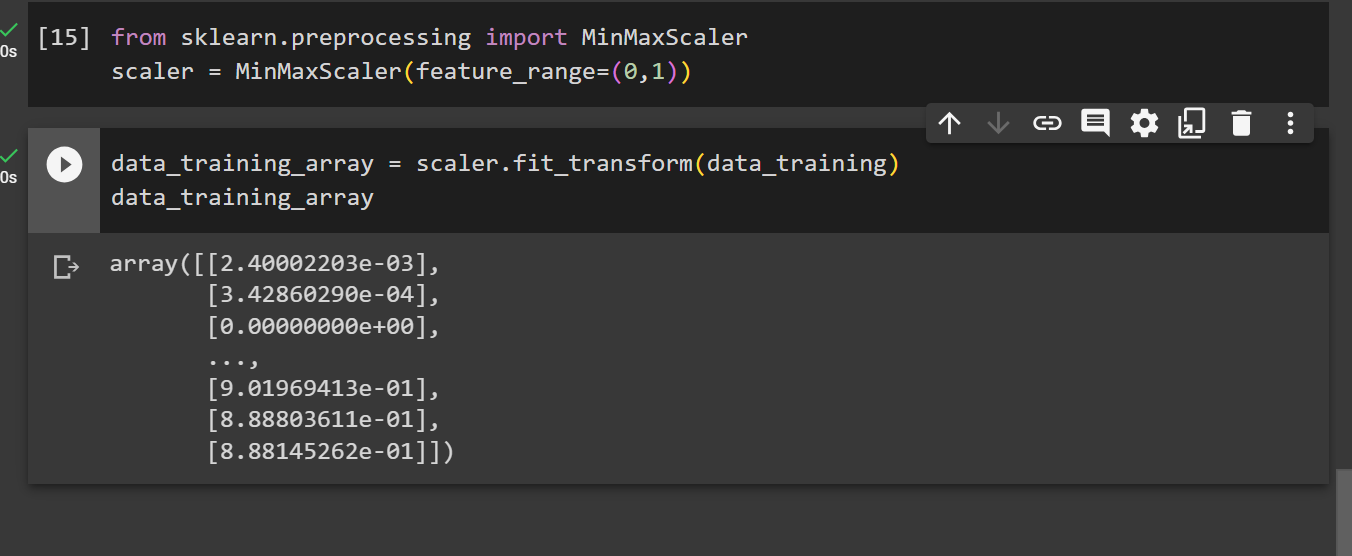 [15] from sklearn.preprocessing import MinMaxScaler
0s
scaler = MinMaxScaler(feature_range=(0,1))
data_training_array = scaler.fit_transform(data_training)
0s
data_training_array
array([[2.40002203e-03],
[3.42860290e-04],
[0.00000000e+00],
...,
[9.01969413e-01],
[8.88803611e-01],
[8.88145262e-01]])